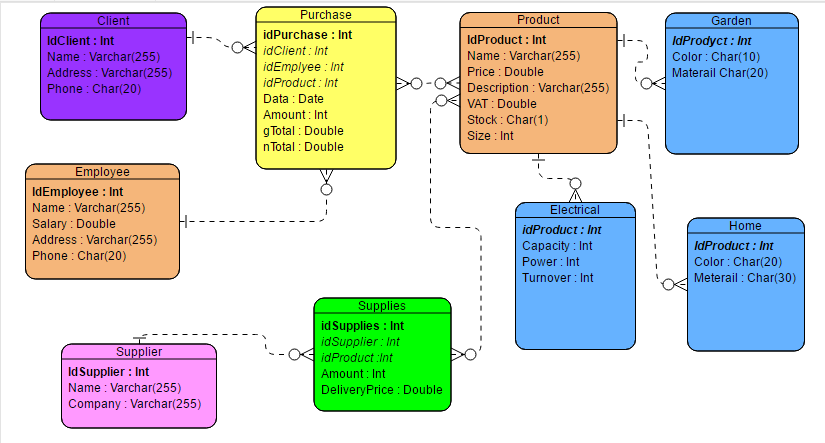 Client
IdClient : Int
Name : Varchar(255)
Address : Varchar(255)
Phone : Char(20)
Purchase
idPurchase : Int
idClient : Int
idEmplyee : Int
idProduct : Int
Data : Date
Amount : Int
gTotal : Double
nTotal : Double
Product
IdProduct : Int
Name : Varchar(255)
Price : Double
Description : Varchar(255)
VAT : Double
Stock : Char(1)
Size : Int
Garden
IdProdyct : Int
Color : Char(10)
Materail Char(20)
Employee
IdEmployee : Int
Name : Varchar(255)
Salary : Double
Address : Varchar(255)
Phone : Char(20)
Electrical
idProduct : Int
Capacity : Int
Power : Int
Turnover : Int
Home
IdProduct : Int
Color : Char(20)
Meterail : Char(30)
Supplies
idSupplies : Int
idSupplier : Int
idProduct :Int
Amount : Int
DeliveryPrice : Double
Supplier
IdSupplier : Int
Name : Varchar(255)
Company : Varchar(255)